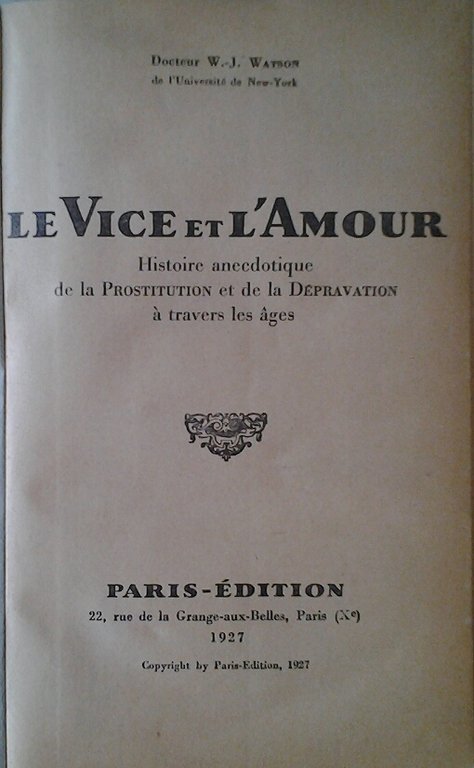 Docteur W.-J. WATSON
de l'Université de New-York
LE VICE ET L'AMOUR
Histoire anecdotique
de la PROSTITUTION et de la DÉPRAVATION
à travers les âges
PARIS-ÉDITION
22, rue de la Grange-aux-Belles, Paris (Xe)
1927
Copyright by Paris-Edition, 1927